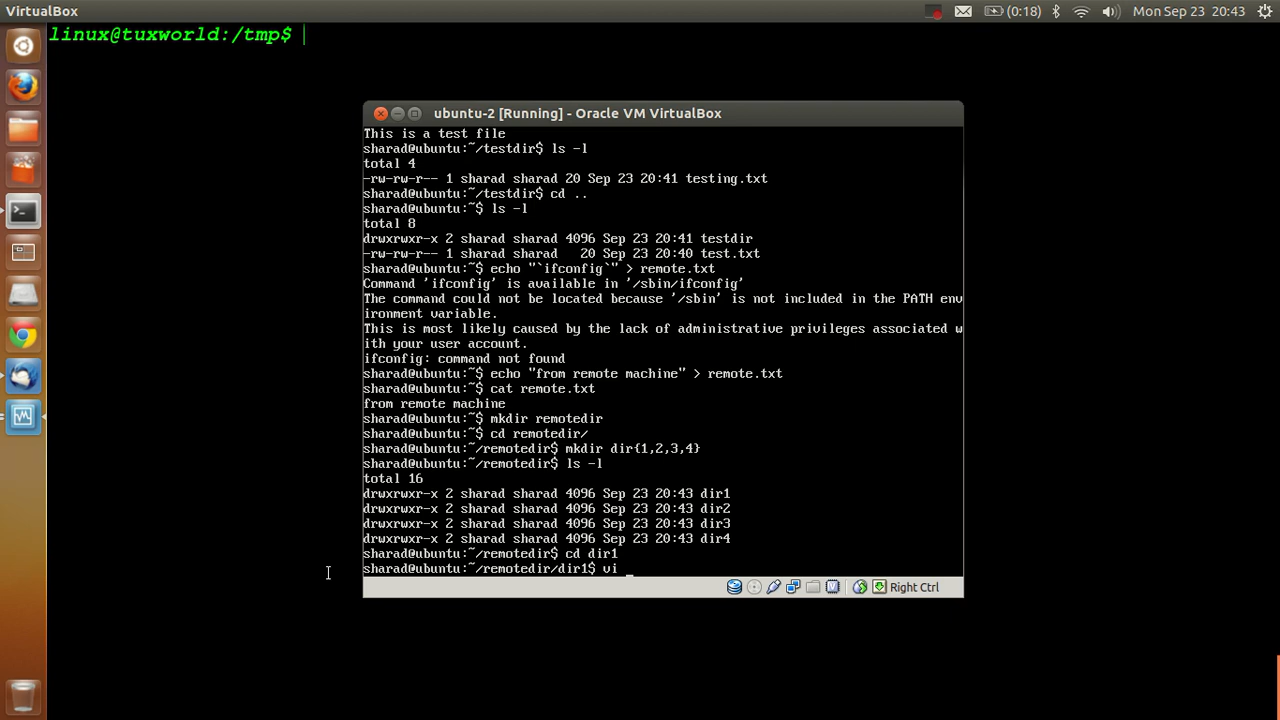 VirtualBox
(0:18)
Mon Sep 23 20:43
linux@tuxworld:/tmp$
ubuntu-2 [Running] - Oracle VM VirtualBox
This is a test file
sharad@ubuntu:~/testdir$ ls -l
total 4
-rw-rw-r-- 1 sharad sharad 20 Sep 23 20:41 testing.txt
sharad@ubuntu:~/testdir$ cd ..
sharad@ubuntu:~$ ls -l
total 8
drwxrwxr-x 2 sharad sharad 4096 Sep 23 20:41 testdir
-rw-rw-r-- 1 sharad sharad   20 Sep 23 20:40 test.txt
sharad@ubuntu:~$ echo "`ifconfig`" > remote.txt
Command 'ifconfig' is available in '/sbin/ifconfig'
The command could not be located because '/sbin' is not included in the PATH env
ironment variable.
This is most likely caused by the lack of administrative privileges associated w
ith your user account.
ifconfig: command not found
sharad@ubuntu:~$ echo "from remote machine" > remote.txt
sharad@ubuntu:~$ cat remote.txt
from remote machine
sharad@ubuntu:~$ mkdir remotedir
sharad@ubuntu:~$ cd remotedir/
sharad@ubuntu:~/remotedir$ mkdir dir{1,2,3,4}
sharad@ubuntu:~/remotedir$ ls -l
total 16
drwxrwxr-x 2 sharad sharad 4096 Sep 23 20:43 dir1
drwxrwxr-x 2 sharad sharad 4096 Sep 23 20:43 dir2
drwxrwxr-x 2 sharad sharad 4096 Sep 23 20:43 dir3
drwxrwxr-x 2 sharad sharad 4096 Sep 23 20:43 dir4
sharad@ubuntu:~/remotedir$ cd dir1
sharad@ubuntu:~/remotedir/dir1$ vi _
Right Ctrl